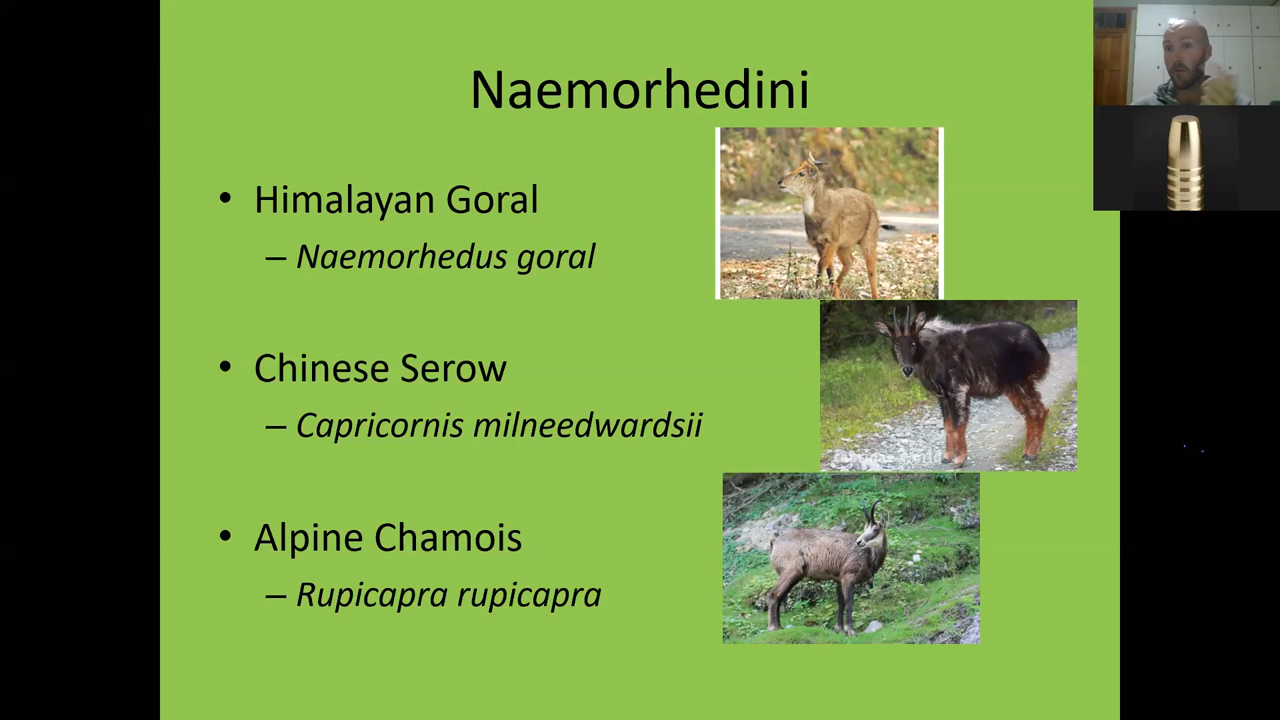 Naemorhedini
• Himalayan Goral
– Naemorhedus goral
• Chinese Serow
– Capricornis milneedwardsii
• Alpine Chamois
– Rupicapra rupicapra